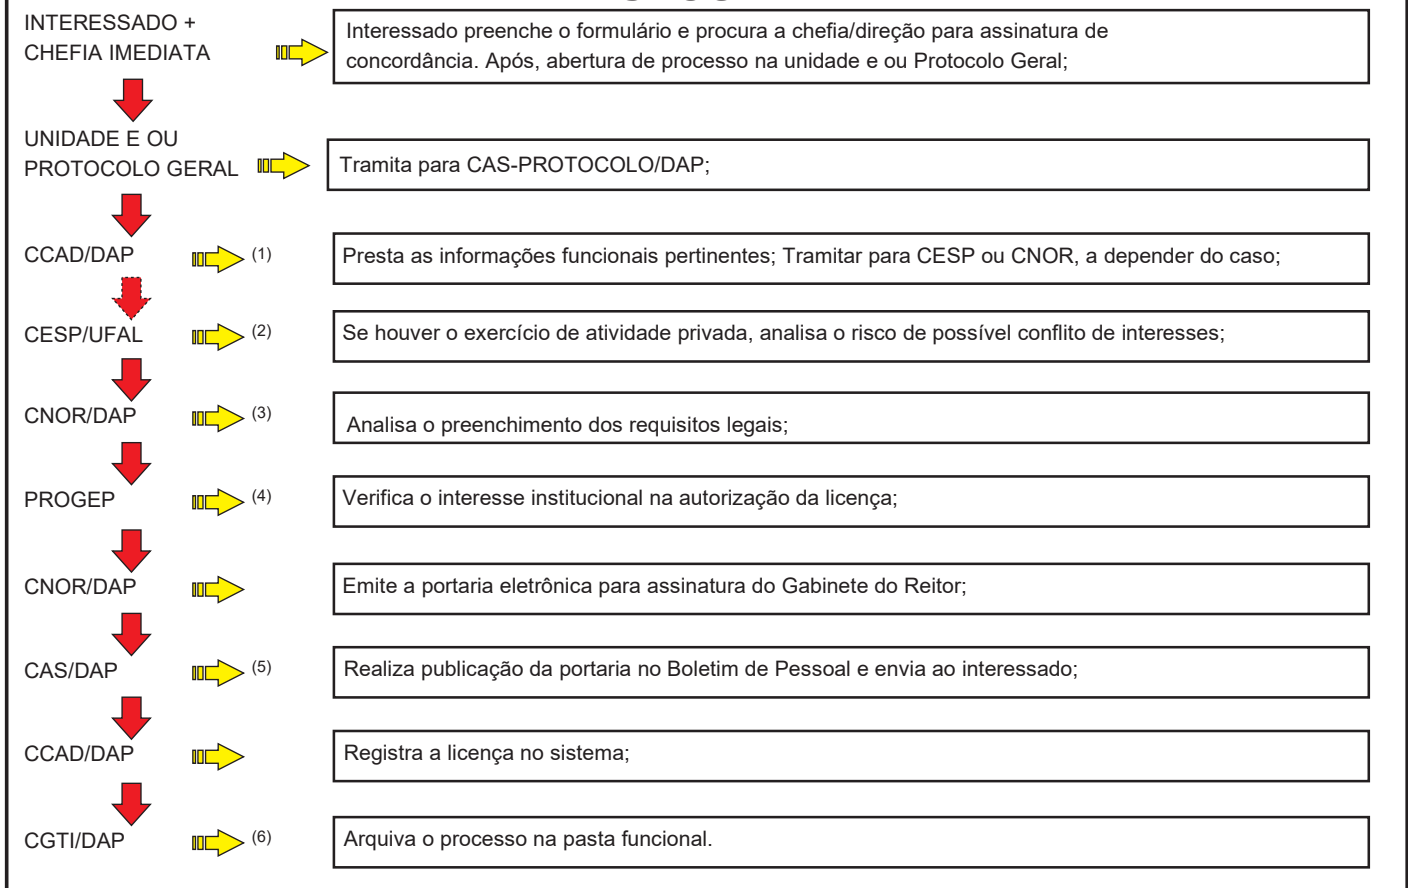 INTERESSADO +
CHEFIA IMEDIATA
Interessado preenche o formulário e procura a chefia/direção para assinatura de
concordância. Após, abertura de processo na unidade e ou Protocolo Geral;
UNIDADE E OU
PROTOCOLO GERAL
Tramita para CAS-PROTOCOLO/DAP;
CCAD/DAP (1)
Presta as informações funcionais pertinentes; Tramitar para CESP ou CNOR, a depender do caso;
CESP/UFAL (2)
Se houver o exercício de atividade privada, analisa o risco de possível conflito de interesses;
CNOR/DAP (3)
Analisa o preenchimento dos requisitos legais;
PROGEP (4)
Verifica o interesse institucional na autorização da licença;
CNOR/DAP
Emite a portaria eletrônica para assinatura do Gabinete do Reitor;
CAS/DAP (5)
Realiza publicação da portaria no Boletim de Pessoal e envia ao interessado;
CCAD/DAP
Registra a licença no sistema;
CGTI/DAP (6)
Arquiva o processo na pasta funcional.